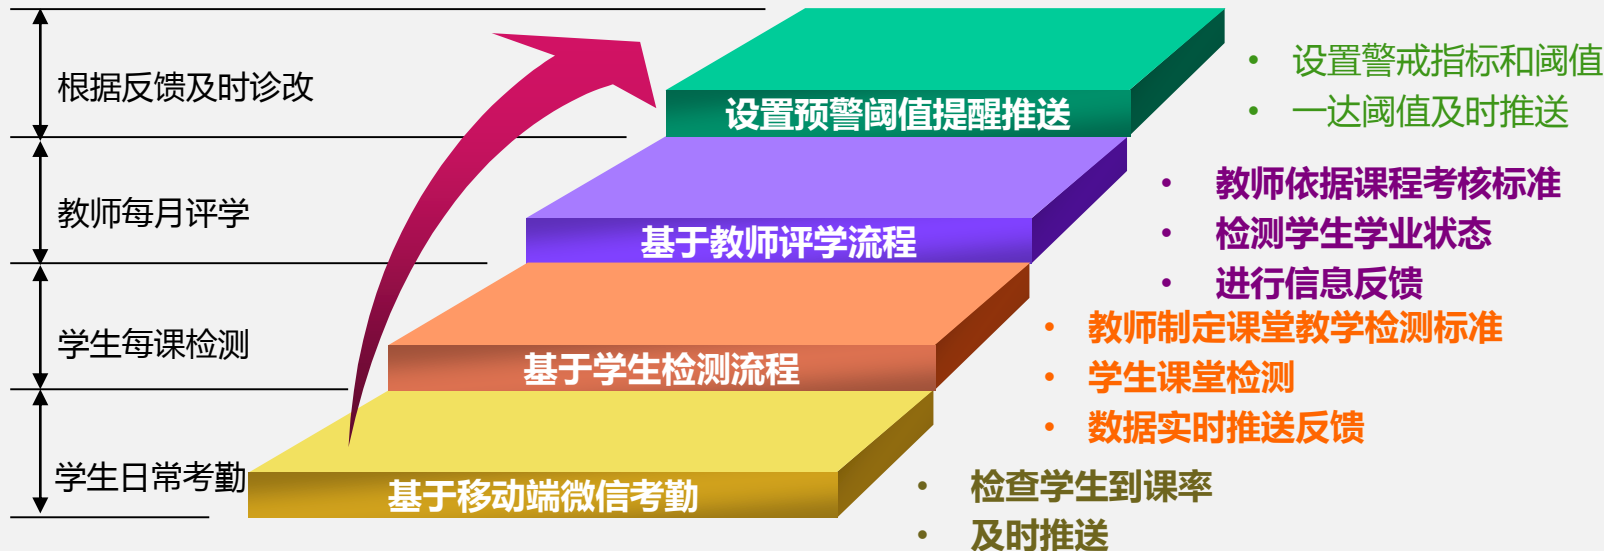 根据反馈及时诊改
设置预警阈值提醒推送
• 设置警戒指标和阈值
• 一达阈值及时推送
教师每月评学
基于教师评学流程
• 教师依据课程考核标准
• 检测学生学业状态
• 进行信息反馈
学生每课检测
基于学生检测流程
• 教师制定课堂教学检测标准
• 学生课堂检测
• 数据实时推送反馈
学生日常考勤
基于移动端微信考勤
• 检查学生到课率
• 及时推送